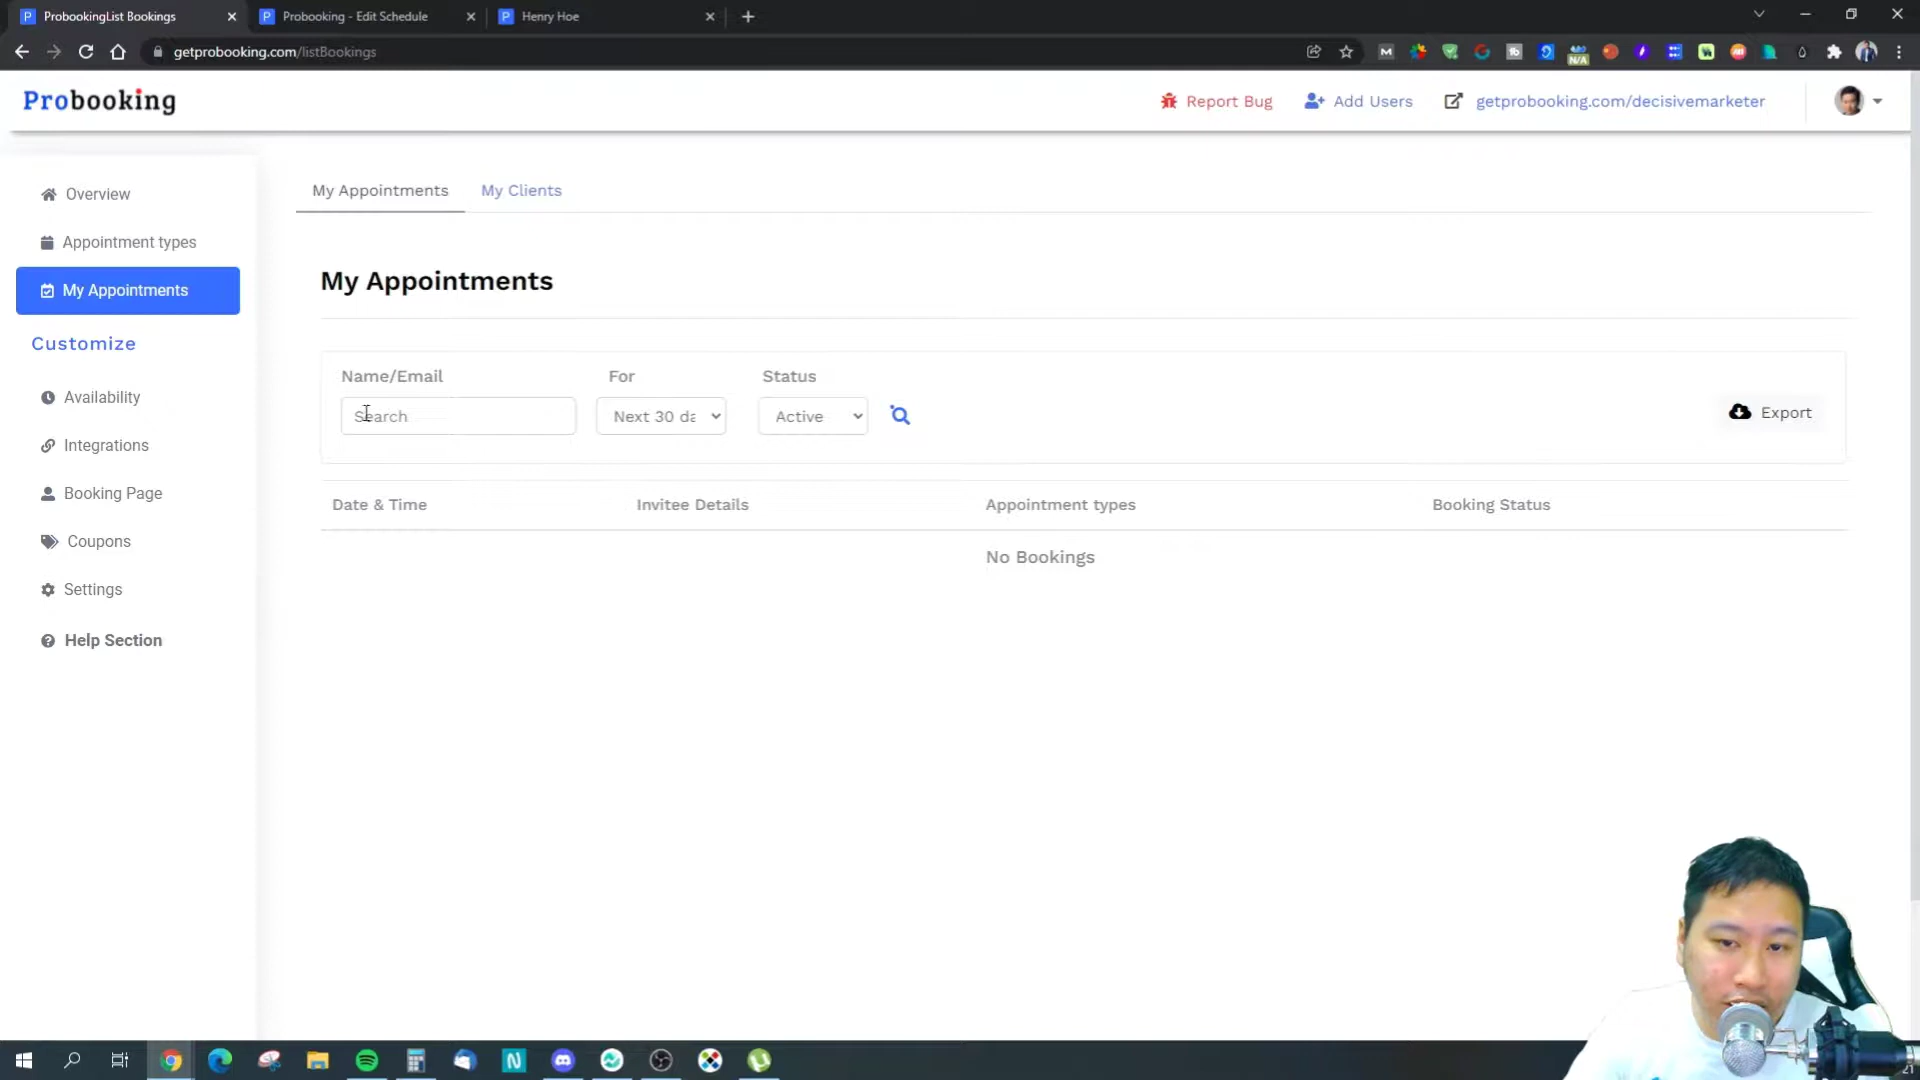 ProbookingList Bookings
Probooking - Edit Schedule
Henry Hoe
getprobooking.com/listBookings
N/A
Probooking
Report Bug
Add Users
getprobooking.com/decisivemarketer
Overview
Appointment types
My Appointments
Customize
Availability
Integrations
Booking Page
Coupons
Settings
Help Section
My Appointments
My Clients
My Appointments
Name/Email
For
Status
Search
Next 30 da
Active
Export
Date & Time
Invitee Details
Appointment types
Booking Status
No Bookings
21